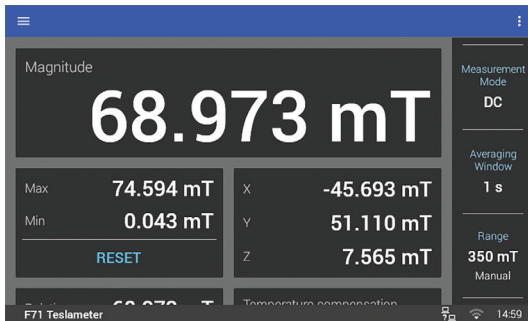 Magnitude
68.973 mT
Max 74.594 mT
Min 0.043 mT
RESET
X -45.693 mT
Y 51.110 mT
Z 7.565 mT
Temperature compensation
Measurement
Mode
DC
Averaging
Window
1 s
Range
350 mT
Manual
F71 Teslameter
14:59